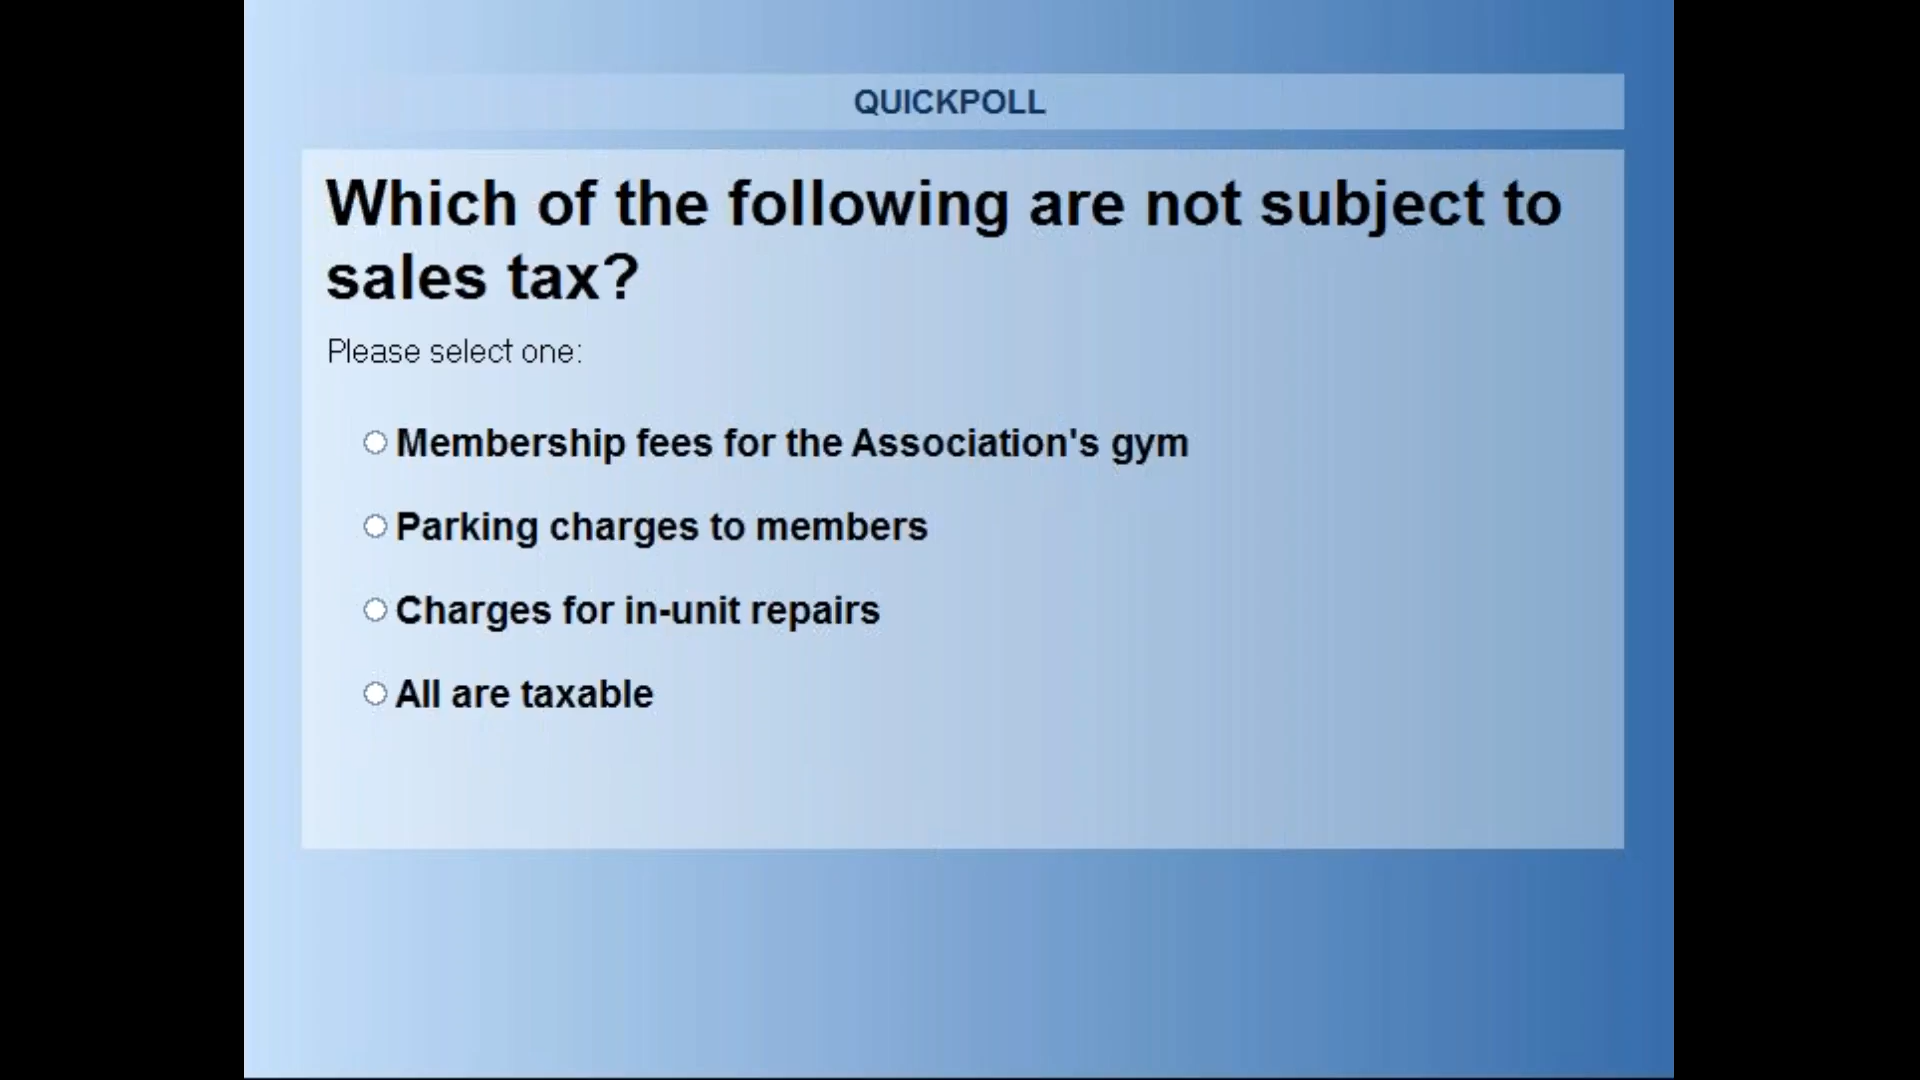 QUICKPOLL
Which of the following are not subject to
sales tax?
Please select one:
Membership fees for the Association's gym
Parking charges to members
Charges for in-unit repairs
All are taxable